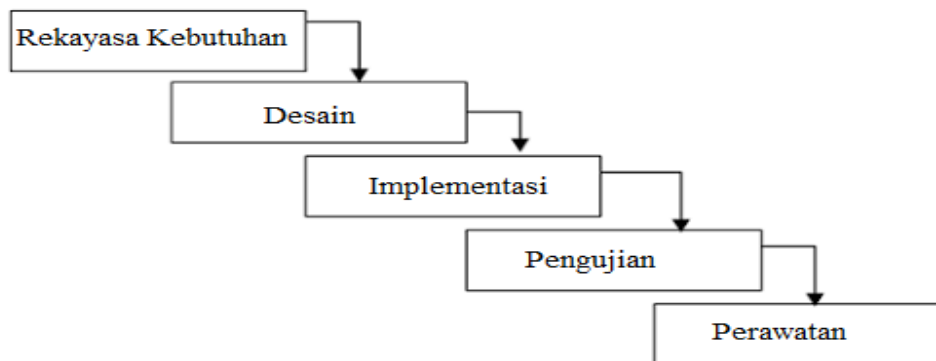 Rekayasa Kebutuhan
Desain
Implementasi
Pengujian
Perawatan